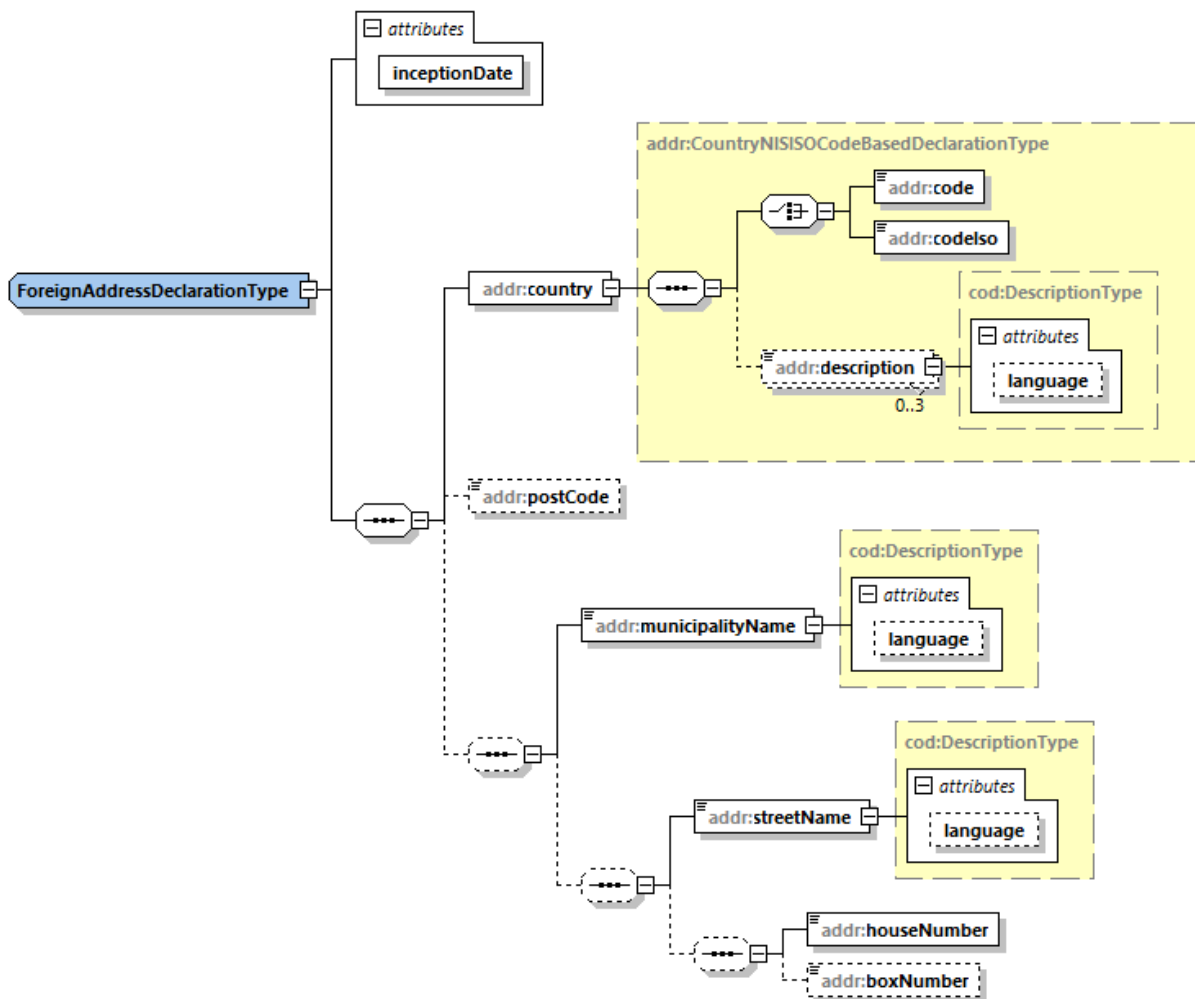 attributes
inceptionDate
addr:CountryNISISOCodeBasedDeclarationType
addr:code
addr:codeIso
ForeignAddressDeclarationType
addr:country
cod:DescriptionType
attributes
addr:description
language
0..3
addr:postCode
cod:DescriptionType
attributes
addr:municipalityName
language
cod:DescriptionType
attributes
addr:streetName
language
addr:houseNumber
addr:boxNumber